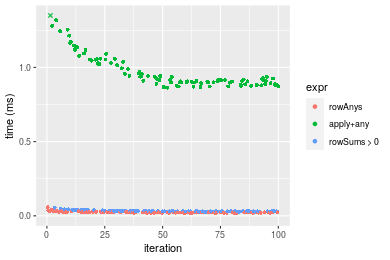 time (ms)
1.0
0.5
0.0
0
25
50
75
100
iteration
expr
rowAnys
apply+any
rowSums > 0